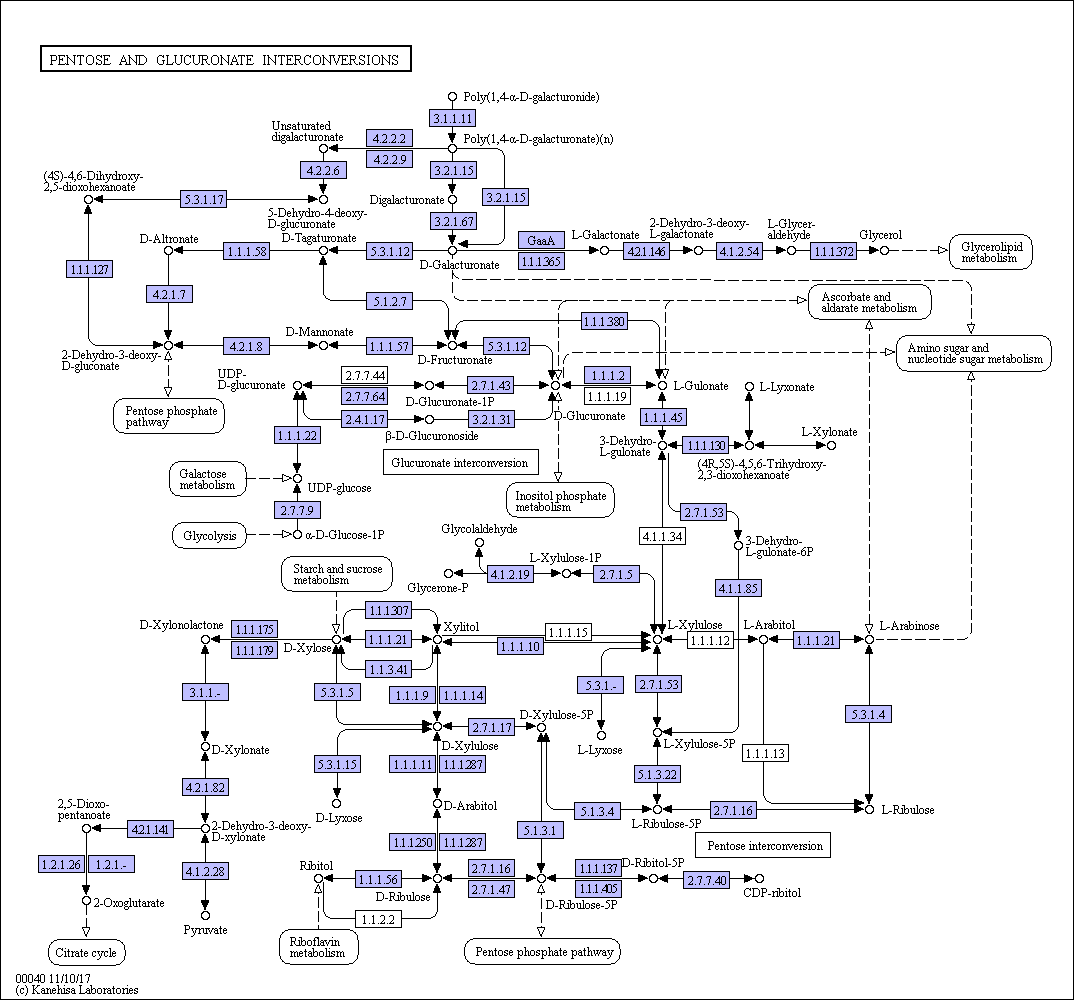 PENTOSE AND GLUCURONATE INTERCONVERSIONS
Poly(1,4-α-D-galacturonide)
3.1.1.11
Unsaturated
digalacturonate
4.2.2.2
Poly(1,4-α-D-galacturonate)(n)
4.2.2.9
4.2.2.6
3.2.1.15
(4S)-4,6-Dihydroxy-
2,5-dioxohexanoate
5.3.1.17
Digalacturonate
3.2.1.15
5-Dehydro-4-deoxy-
D-glucuronate
3.2.1.67
D-Altronate
D-Tagaturonate
1.1.1.58
5.3.1.12
D-Galacturonate
GaaA
1.1.1.365
L-Galactonate
4.2.1.146
2-Dehydro-3-deoxy-
L-galactonate
4.1.2.54
L-Glycer-
aldehyde
1.1.1.372
Glycerol
Glycerolipid
metabolism
1.1.1.127
4.2.1.7
5.1.2.7
Ascorbate and
aldarate metabolism
1.1.1.380
2-Dehydro-3-deoxy-
D-gluconate
4.2.1.8
D-Mannonate
1.1.1.57
D-Fructuronate
5.3.1.12
Amino sugar and
nucleotide sugar metabolism
Pentose phosphate
pathway
UDP-
D-glucuronate
2.7.7.44
2.7.7.64
D-Glucuronate-1P
2.7.1.43
D-Glucuronate
1.1.1.2
1.1.1.19
L-Gulonate
L-Lyxonate
2.4.1.17
β-D-Glucuronoside
3.2.1.31
1.1.1.45
1.1.1.22
3-Dehydro-
L-gulonate
1.1.1.130
L-Xylonate
(4R,5S)-4,5,6-Trihydroxy-
2,3-dioxohexanoate
Glucuronate interconversion
Galactose
metabolism
UDP-glucose
Inositol phosphate
metabolism
2.7.7.9
2.7.1.53
Glycolysis
α-D-Glucose-1P
Glycolaldehyde
4.1.1.34
3-Dehydro-
L-gulonate-6P
Starch and sucrose
metabolism
Glycerone-P
4.1.2.19
L-Xylulose-1P
2.7.1.5
4.1.1.85
D-Xylonolactone
1.1.1.175
1.1.1.179
D-Xylose
1.1.1.307
1.1.1.21
1.1.3.41
Xylitol
1.1.1.15
1.1.1.10
L-Xylulose
1.1.1.12
L-Arabitol
1.1.1.21
L-Arabinose
3.1.1.-
5.3.1.5
1.1.1.9
1.1.1.14
5.3.1.-
2.7.1.53
5.3.1.4
D-Xylulose
2.7.1.17
D-Xylulose-5P
L-Lyxose
L-Xylulose-5P
1.1.1.13
D-Xylonate
5.3.1.15
1.1.1.11
1.1.1.287
5.1.3.22
4.2.1.82
D-Lyxose
D-Arabitol
5.1.3.4
L-Ribulose-5P
2.7.1.16
L-Ribulose
2,5-Dioxo-
pentanoate
4.2.1.141
2-Dehydro-3-deoxy-
D-xylonate
1.1.1.250
1.1.1.287
5.1.3.1
Pentose interconversion
1.2.1.26
1.2.1.-
4.1.2.28
Ribitol
1.1.1.56
D-Ribulose
2.7.1.16
2.7.1.47
D-Ribulose-5P
1.1.1.137
1.1.1.405
D-Ribitol-5P
2.7.7.40
CDP-ribitol
2-Oxoglutarate
1.1.2.2
Pyruvate
Citrate cycle
Riboflavin
metabolism
Pentose phosphate pathway
00040 11/10/17
(c) Kanehisa Laboratories